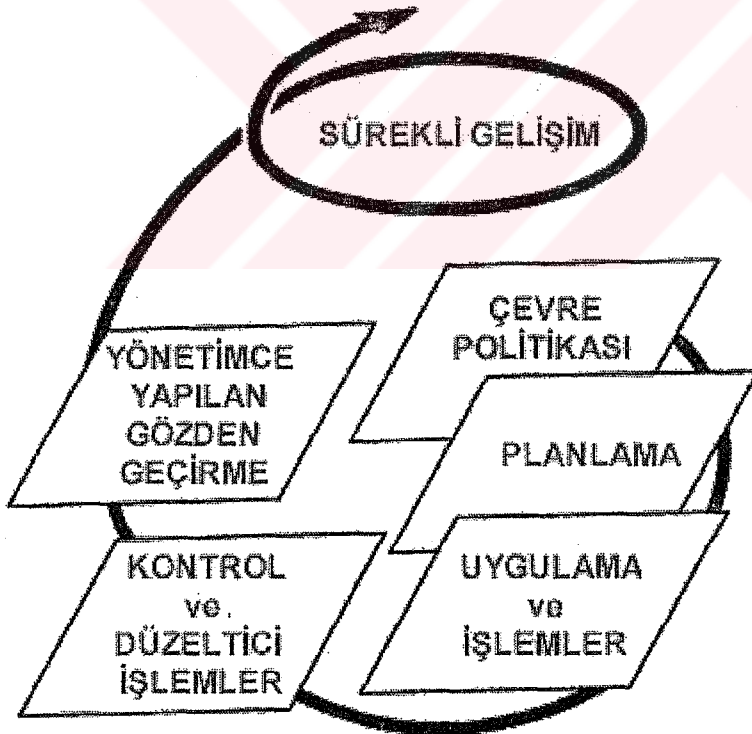 SÜREKLİ GELİŞİM
ÇEVRE
POLİTİKASI
PLANLAMA
UYGULAMA
ve
İŞLEMLER
KONTROL
ve.
DÜZELTİCİ
İŞLEMLER
YÖNETİMCE
YAPILAN
GÖZDEN
GEÇİRME